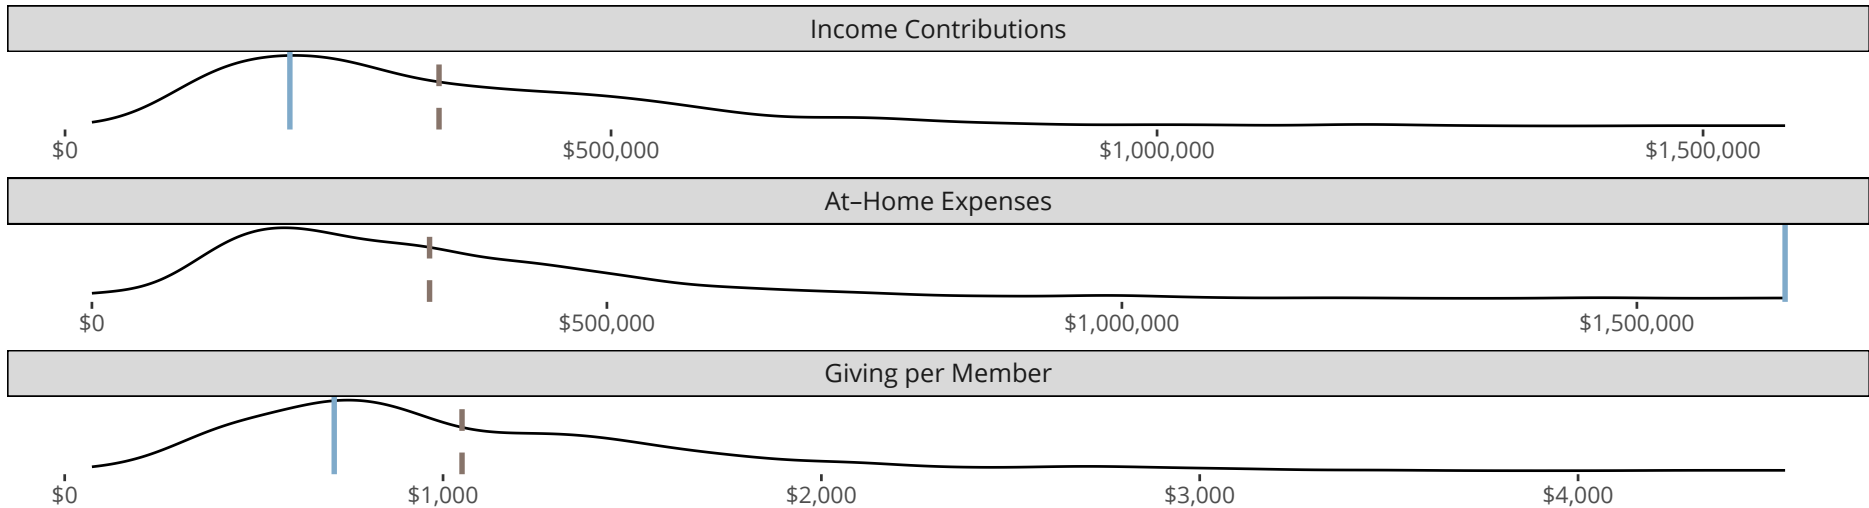 Income Contributions
$0 $500,000 $1,000,000 $1,500,000
At–Home Expenses
$0 $500,000 $1,000,000 $1,500,000
Giving per Member
$0 $1,000 $2,000 $3,000 $4,000